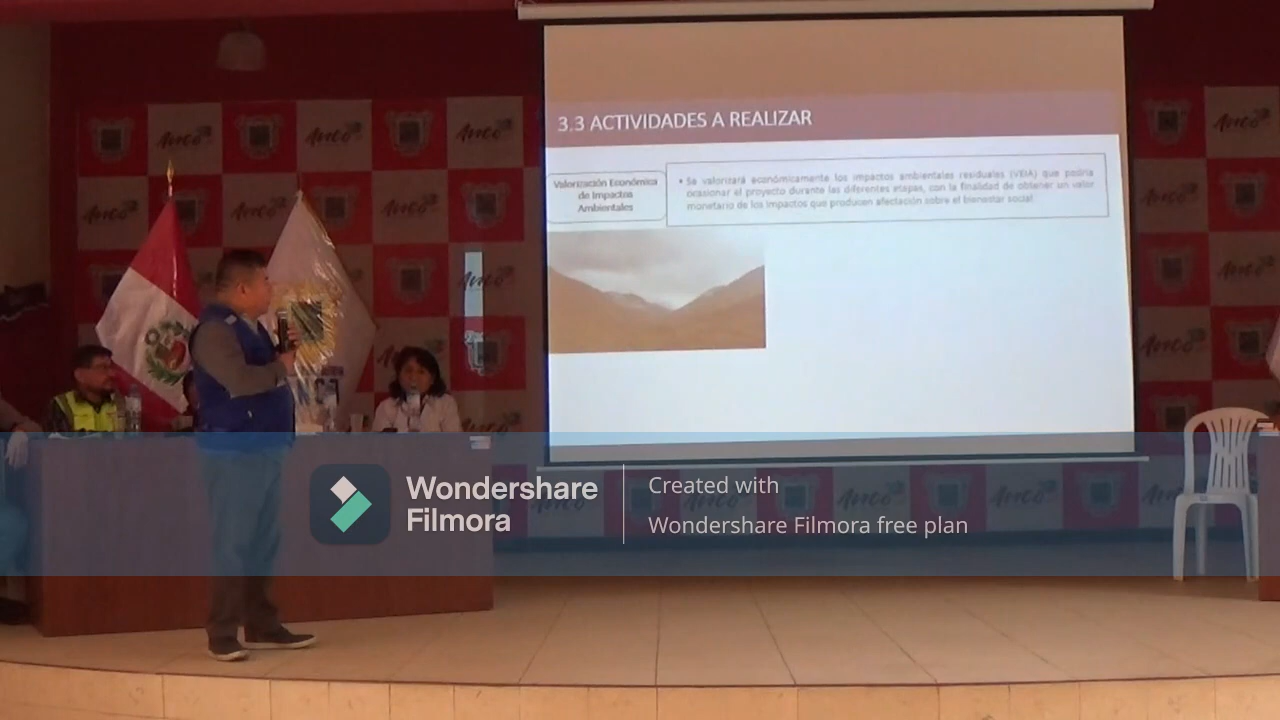 3.3 ACTIVIDADES A REALIZAR
Valorización Económica
de Impactos
Ambientales
• Se valorizará económicamente los impactos ambientales residuales (VEIA) que podría
ocasionar el proyecto durante las diferentes etapas, con la finalidad de obtener un valor
monetario de los impactos que producen afectación sobre el bienestar social.
Wondershare
Filmora
Created with
Wondershare Filmora free plan